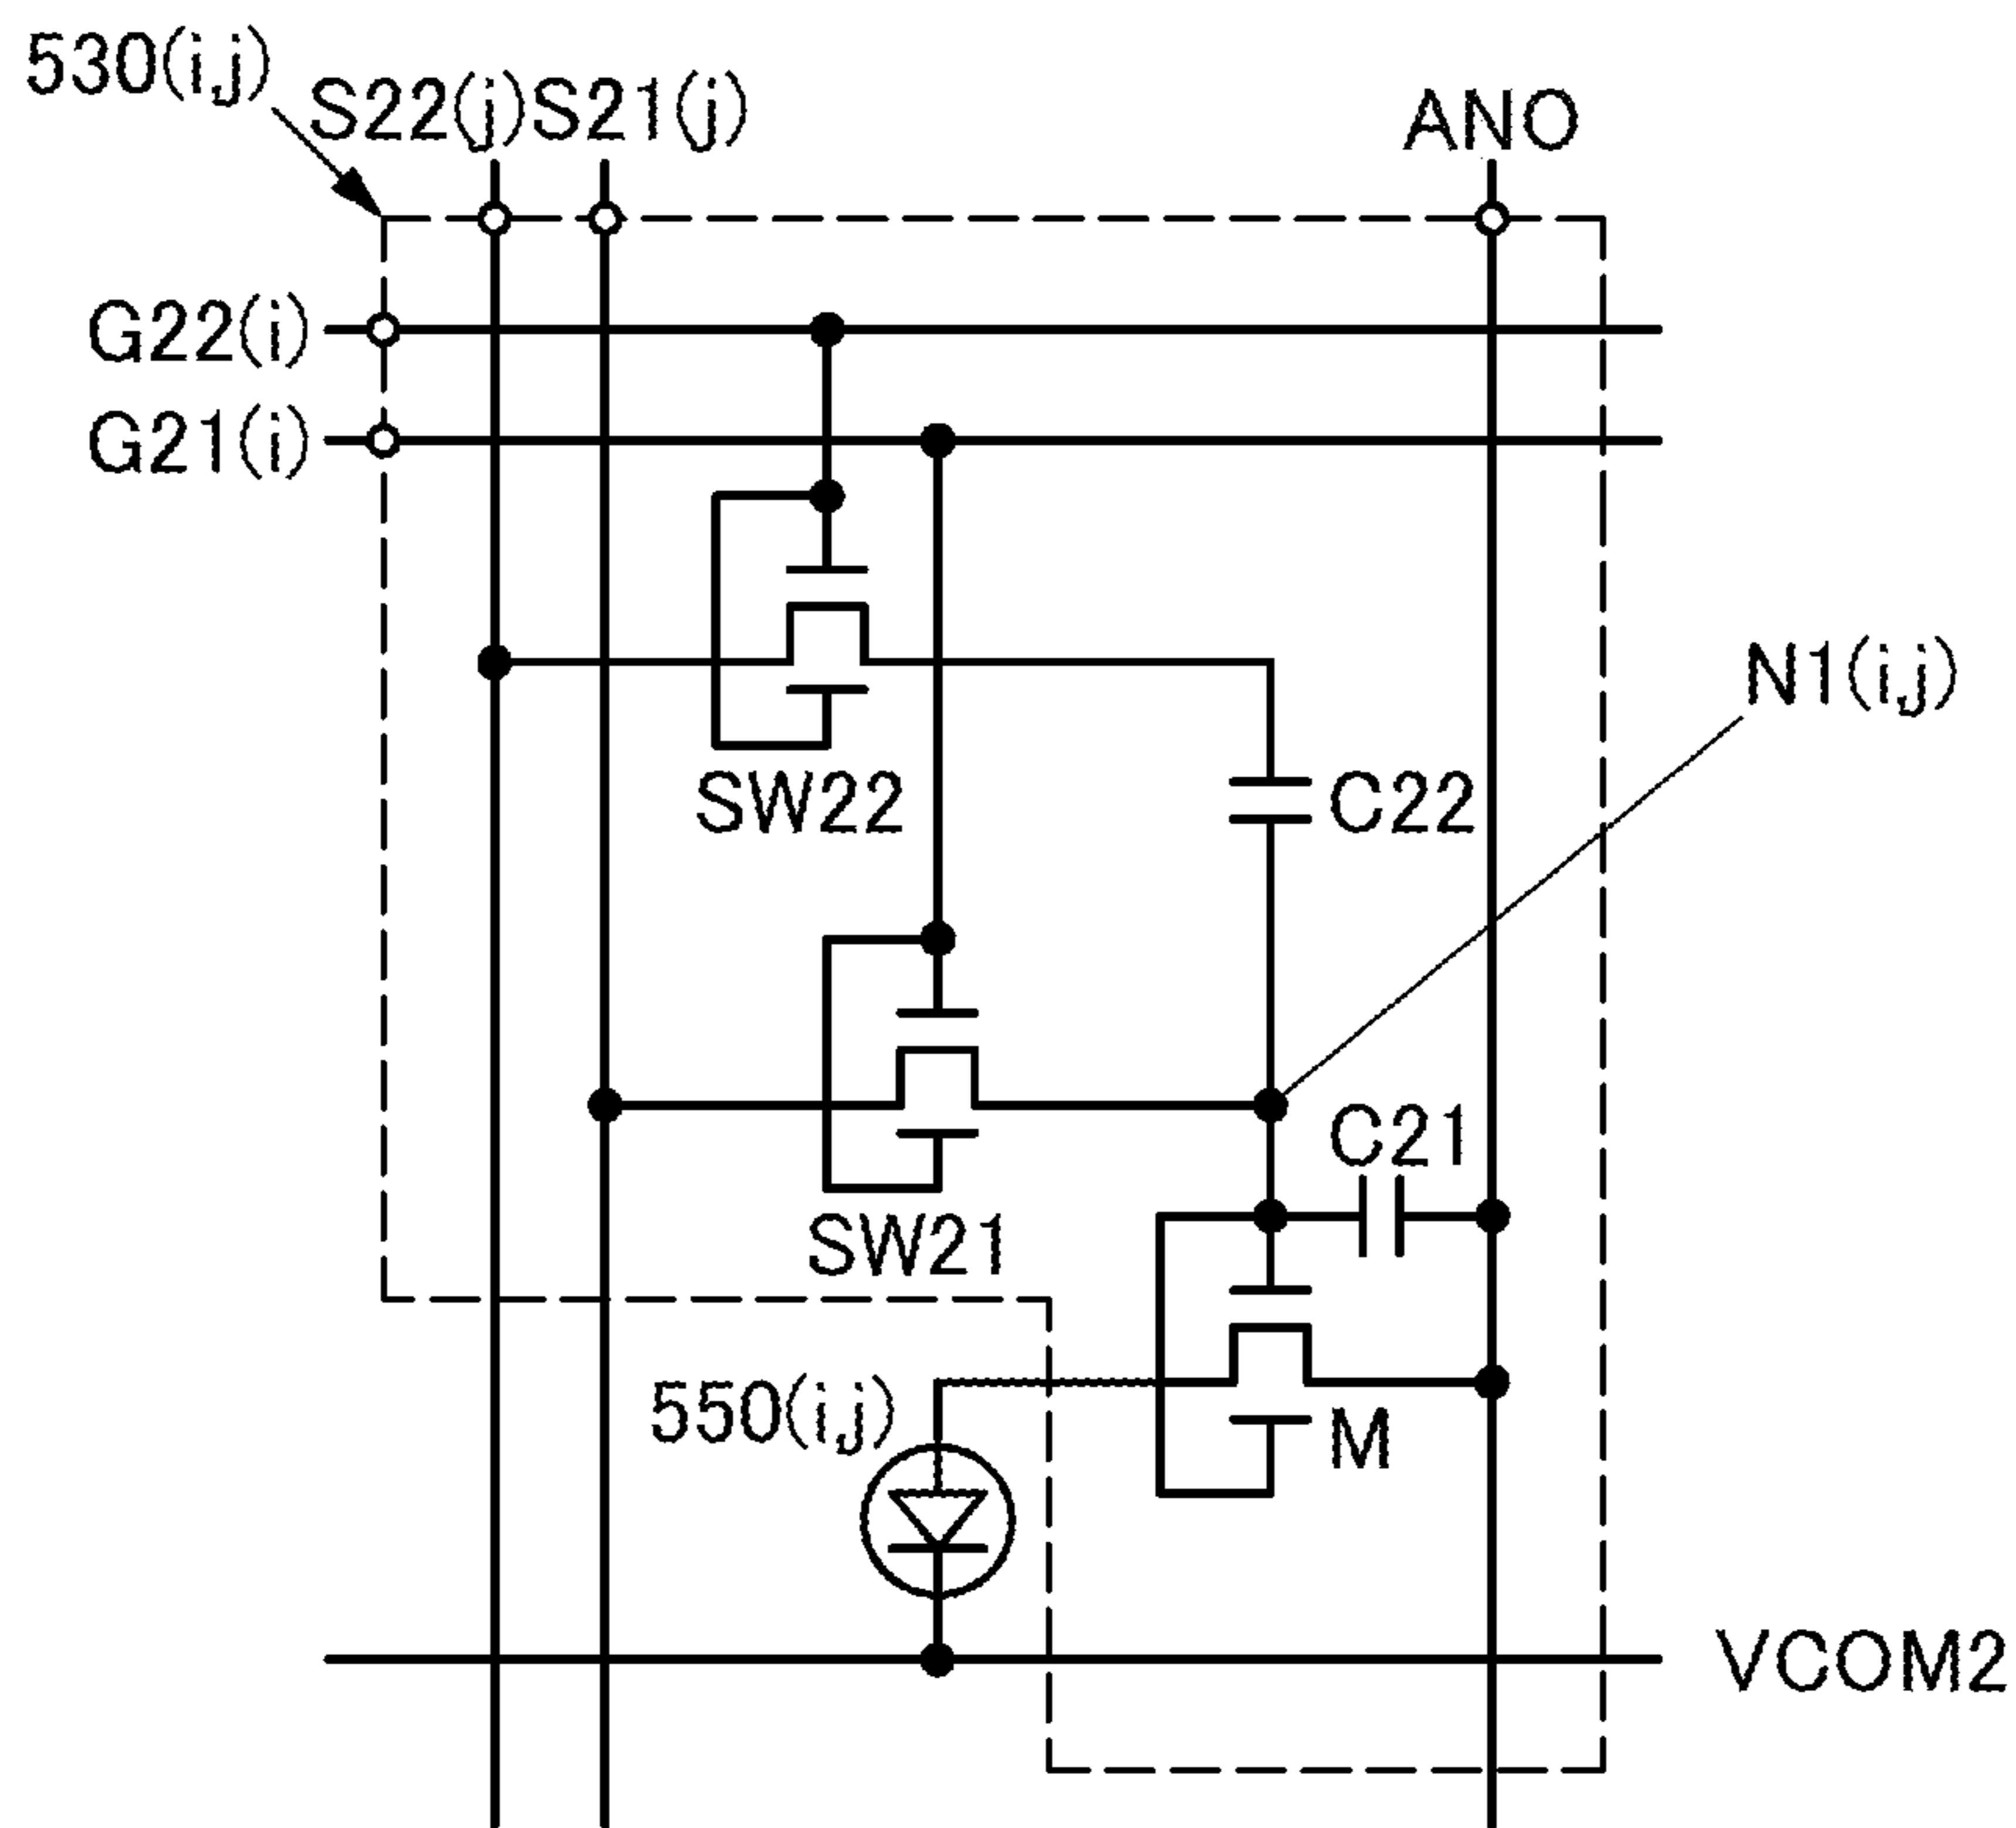 530(i,j)
S22(j) S21(j)
ANO
G22(i)
G21(i)
N1(i,j)
SW22
C22
C21
SW21
550(i,j)
M
VCOM2